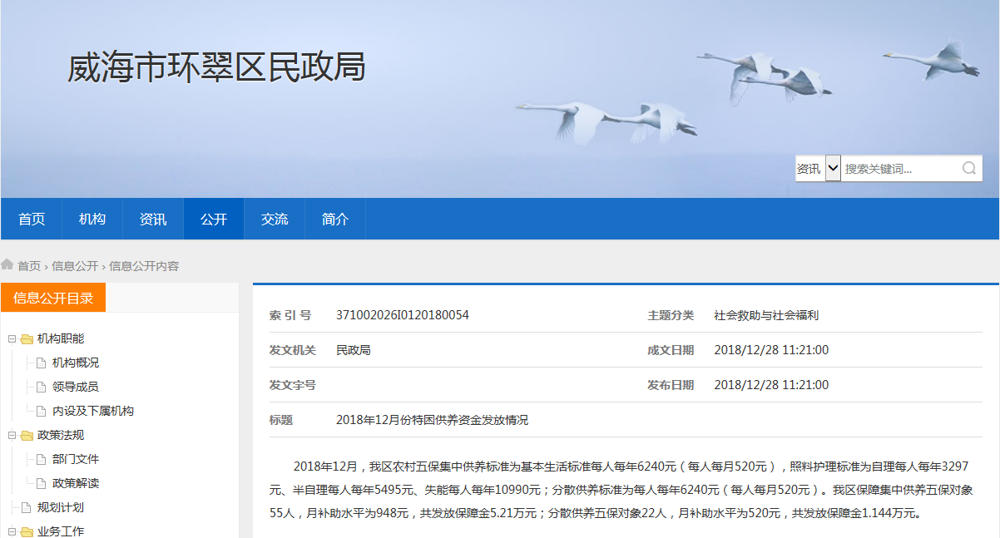 威海市环翠区民政局
资讯 搜索关键词...
首页 机构 资讯 公开 交流 简介
首页 › 信息公开 › 信息公开内容
信息公开目录
机构职能
机构概况
领导成员
内设及下属机构
政策法规
部门文件
政策解读
规划计划
业务工作
索 引 号 371002026I0120180054 主题分类 社会救助与社会福利
发文机关 民政局 成文日期 2018/12/28 11:21:00
发文字号 发布日期 2018/12/28 11:21:00
标题 2018年12月份特困供养资金发放情况
2018年12月，我区农村五保集中供养标准为基本生活标准每人每年6240元（每人每月520元），照料护理标准为自理每人每年3297
元、半自理每人每年5495元、失能每人每年10990元；分散供养标准为每人每年6240元（每人每月520元）。我区保障集中供养五保对象
55人，月补助水平为948元，共发放保障金5.21万元；分散供养五保对象22人，月补助水平为520元，共发放保障金1.144万元。